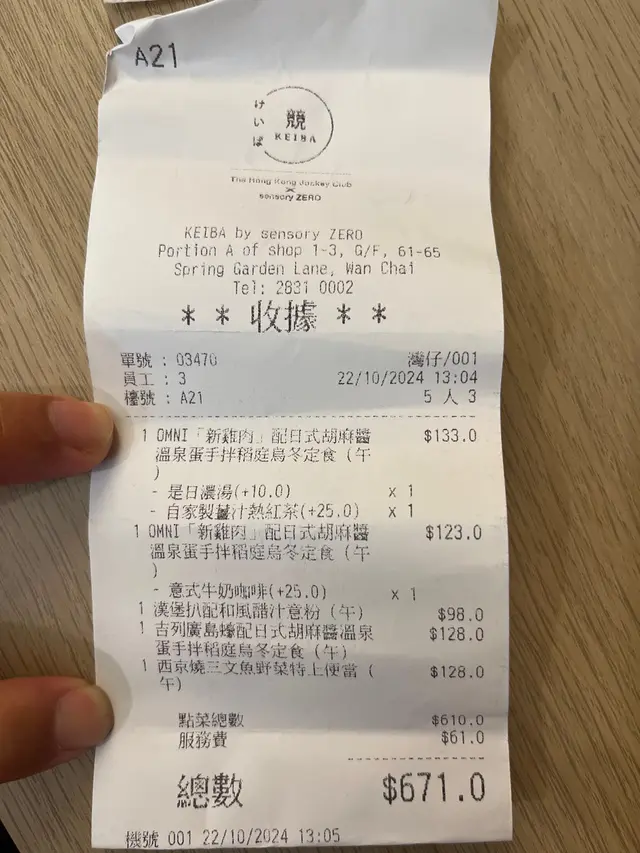 A21
けいば
競
KEIBA
The Hong Kong Jockey Club
×
sensory ZERO
KEIBA by sensory ZERO
Portion A of shop 1-3, G/F, 61-65
Spring Garden Lane, Wan Chai
Tel: 2831 0002
* * 收據 * *
單號 : 03470 灣仔/001
員工 : 3 22/10/2024 13:04
檯號 : A21 5 人 3
1 OMNI「新雞肉」配日式胡麻醬 $133.0
溫泉蛋手拌稻庭烏冬定食 (午
)
- 是日濃湯(+10.0) x 1
- 自家製薑汁熱紅茶(+25.0) x 1
1 OMNI「新雞肉」配日式胡麻醬 $123.0
溫泉蛋手拌稻庭烏冬定食 (午
)
- 意式牛奶咖啡(+25.0) x 1
1 漢堡扒配和風醋汁意粉 (午) $98.0
1 吉列廣島蠔配日式胡麻醬溫泉 $128.0
蛋手拌稻庭烏冬定食 (午)
1 西京燒三文魚野菜特上便當 ( $128.0
午)
點菜總數 $610.0
服務費 $61.0
總數 $671.0
機號 001 22/10/2024 13:05